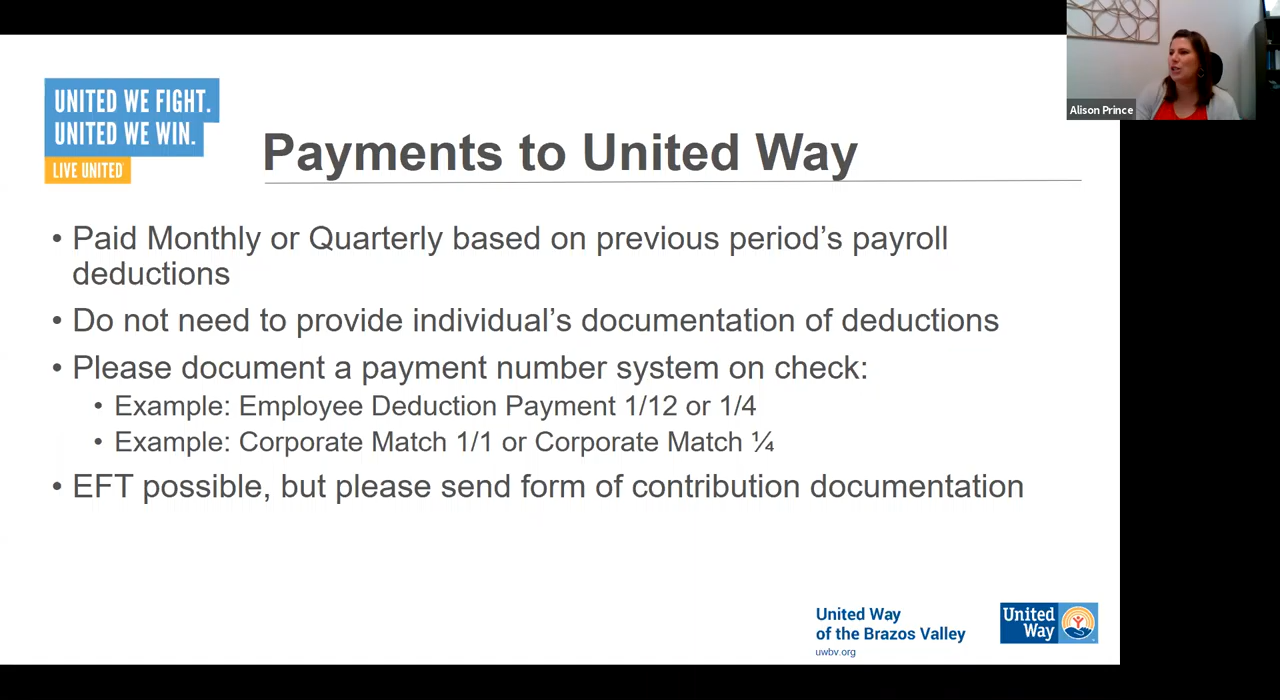 Alison Prince
UNITED WE FIGHT.
UNITED WE WIN.
LIVE UNITED
Payments to United Way
• Paid Monthly or Quarterly based on previous period’s payroll
deductions
• Do not need to provide individual’s documentation of deductions
• Please document a payment number system on check:
• Example: Employee Deduction Payment 1/12 or 1/4
• Example: Corporate Match 1/1 or Corporate Match ¼
• EFT possible, but please send form of contribution documentation
United Way
of the Brazos Valley
uwbv.org
United
Way